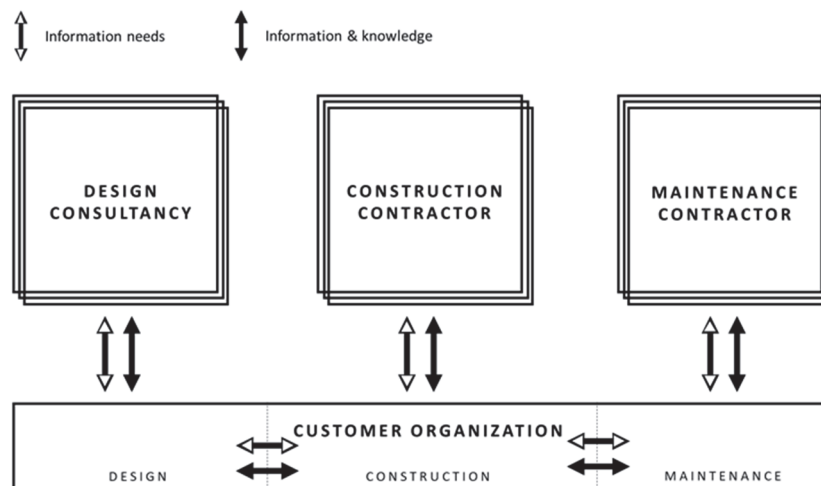 Information needs
Information & knowledge
DESIGN
CONSULTANCY
CONSTRUCTION
CONTRACTOR
MAINTENANCE
CONTRACTOR
CUSTOMER ORGANIZATION
DESIGN
CONSTRUCTION
MAINTENANCE